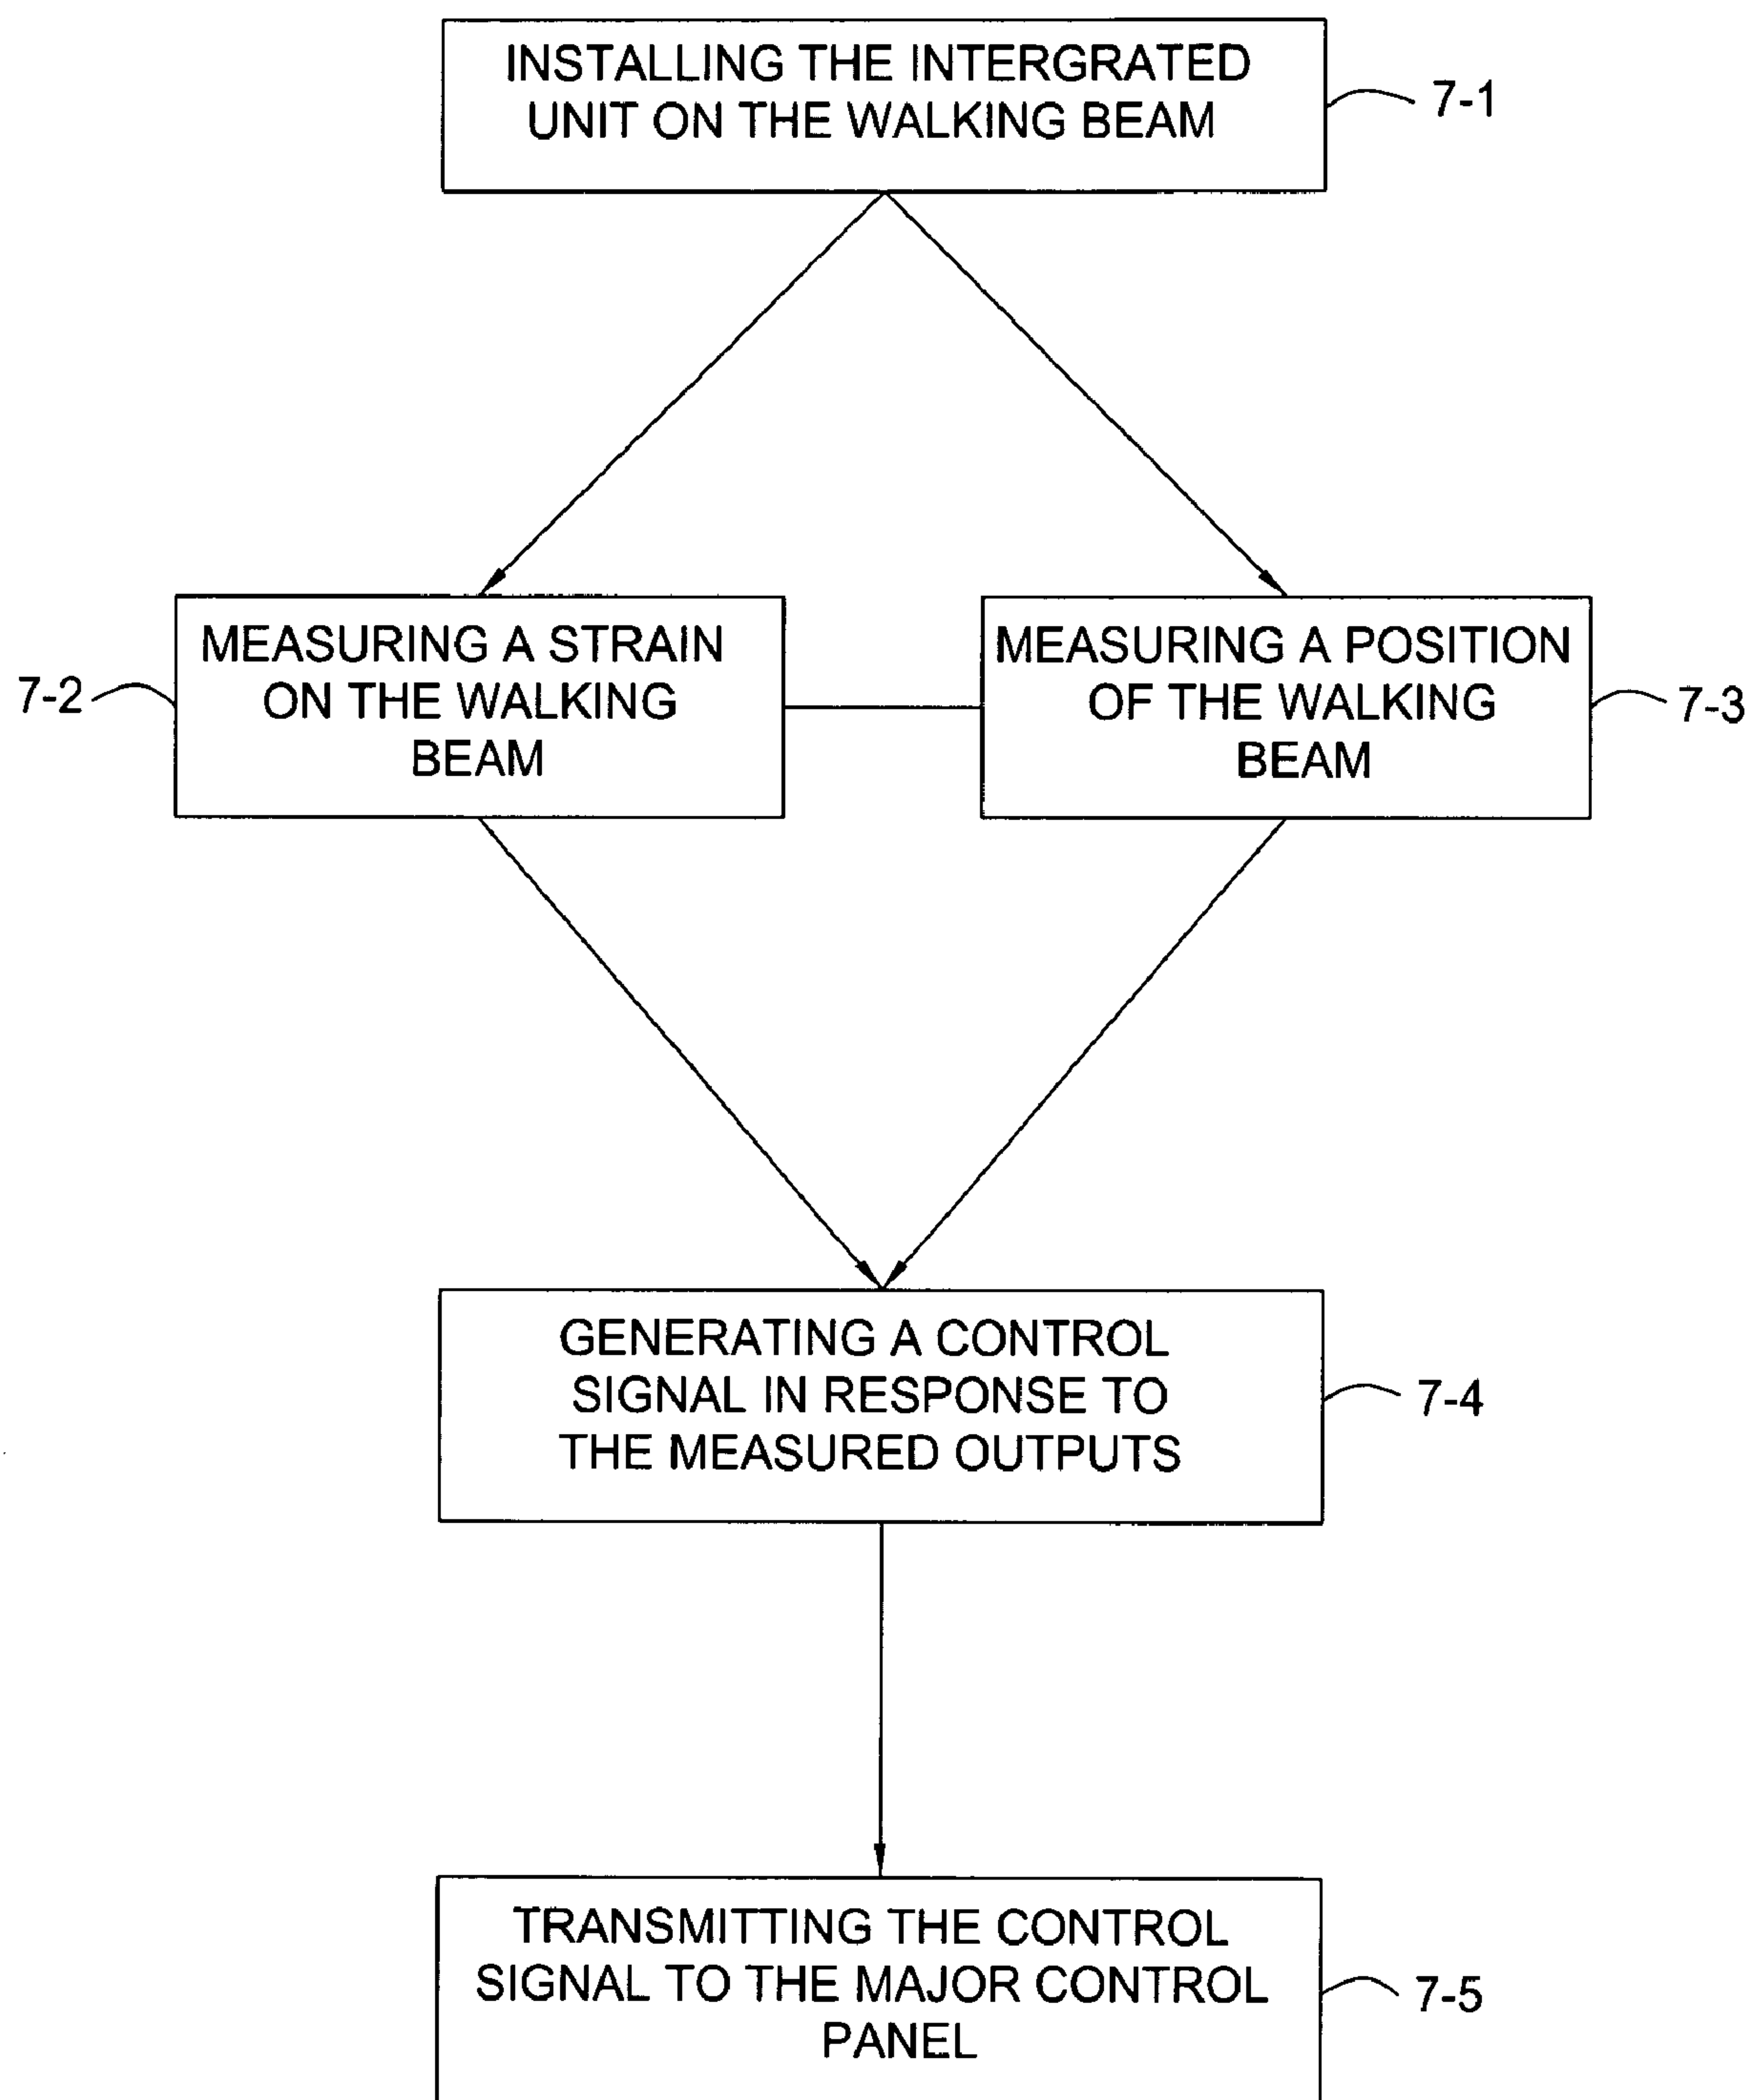 INSTALLING THE INTERGRATED
UNIT ON THE WALKING BEAM
7-1
7-2
MEASURING A STRAIN
ON THE WALKING
BEAM
MEASURING A POSITION
OF THE WALKING
BEAM
7-3
GENERATING A CONTROL
SIGNAL IN RESPONSE TO
THE MEASURED OUTPUTS
7-4
TRANSMITTING THE CONTROL
SIGNAL TO THE MAJOR CONTROL
PANEL
7-5